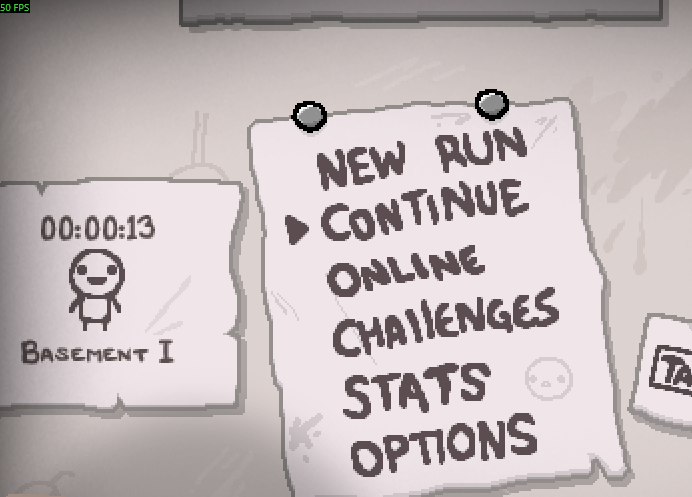 50 FPS
00:00:13
BASEMENT I
NEW RUN
CONTINUE
ONLINE
CHAllENGES
STATS
OPTIONS